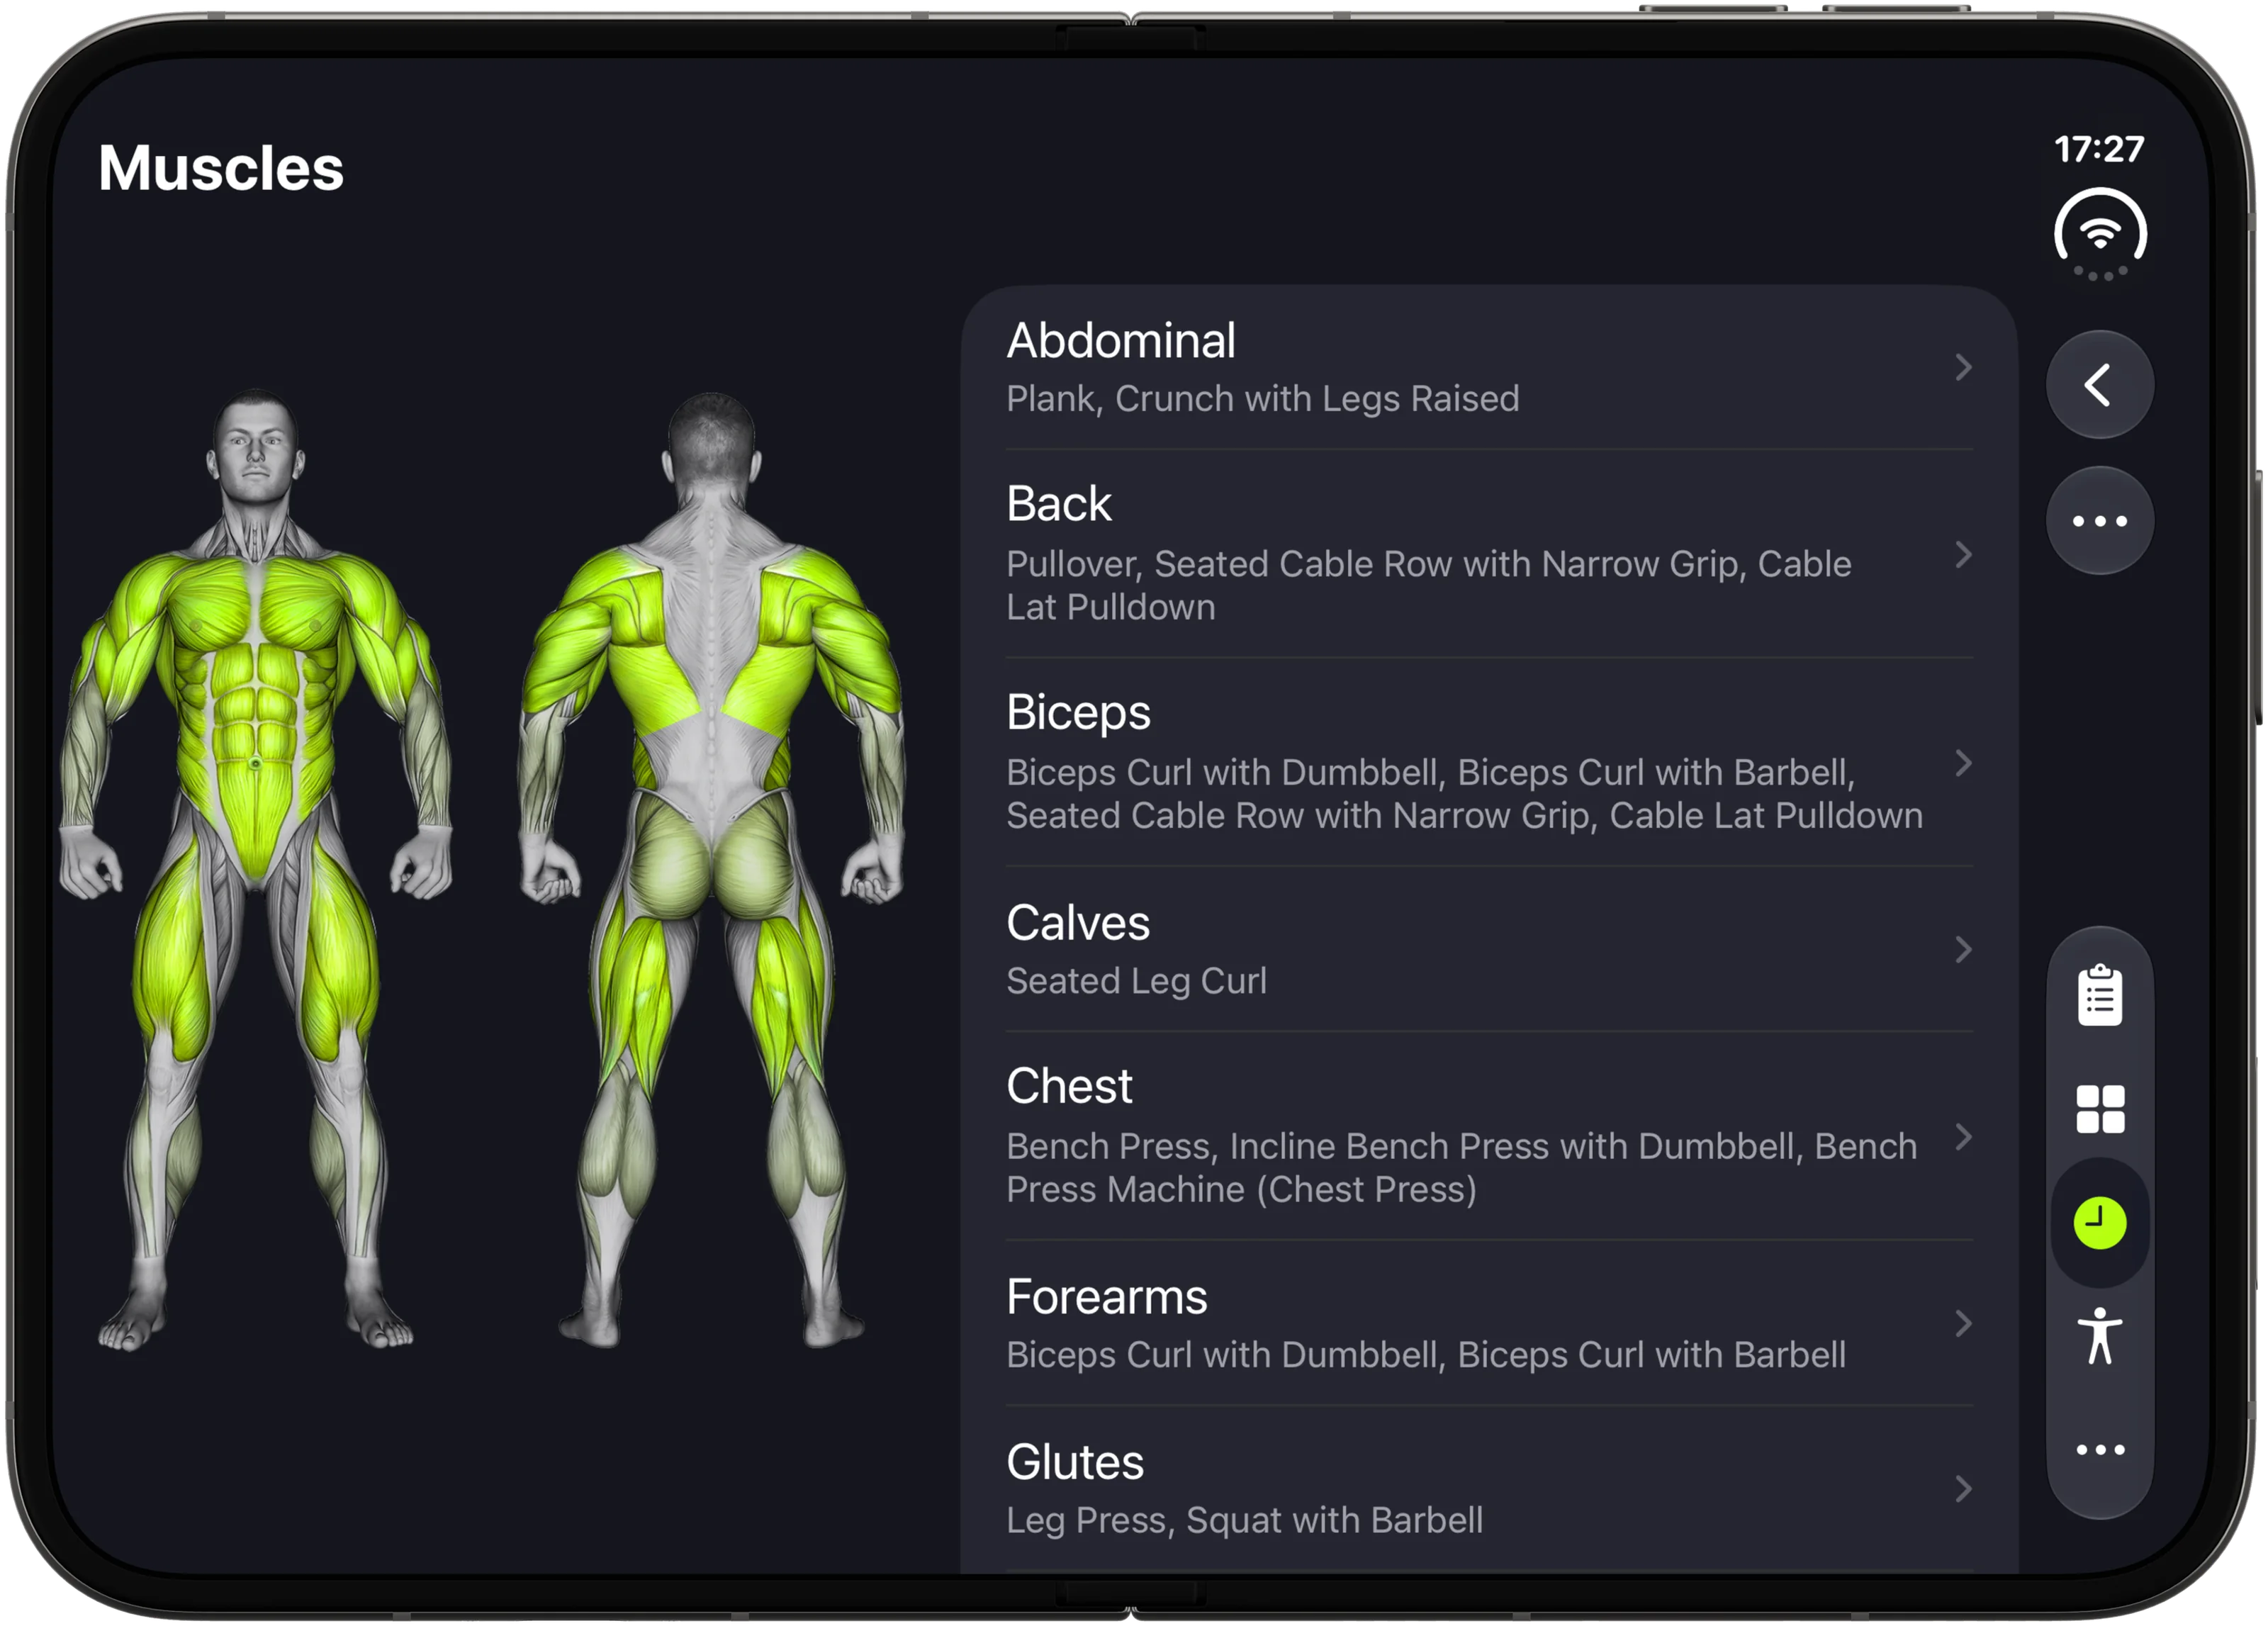 Muscles
17:27
Abdominal
Plank, Crunch with Legs Raised
Back
Pullover, Seated Cable Row with Narrow Grip, Cable
Lat Pulldown
Biceps
Biceps Curl with Dumbbell, Biceps Curl with Barbell,
Seated Cable Row with Narrow Grip, Cable Lat Pulldown
Calves
Seated Leg Curl
Chest
Bench Press, Incline Bench Press with Dumbbell, Bench
Press Machine (Chest Press)
Forearms
Biceps Curl with Dumbbell, Biceps Curl with Barbell
Glutes
Leg Press, Squat with Barbell